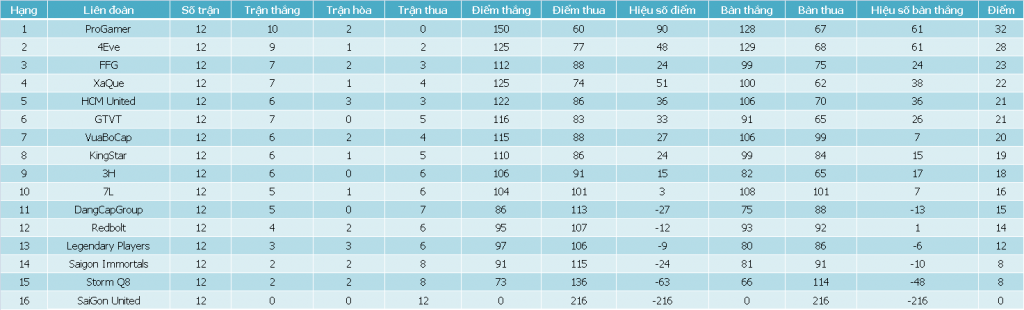 Hạng Liên đoàn Số trận Trận thắng Trận hòa Trận thua Điểm thắng Điểm thua Hiệu số điểm Bàn thắng Bàn thua Hiệu số bàn thắng Điểm
1 ProGamer 12 10 2 0 150 60 90 128 67 61 32
2 4Eve 12 9 1 2 125 77 48 129 68 61 28
3 FFG 12 7 2 3 112 88 24 99 75 24 23
4 XaQue 12 7 1 4 125 74 51 100 62 38 22
5 HCM United 12 6 3 3 122 86 36 106 70 36 21
6 GTVT 12 7 0 5 116 83 33 91 65 26 21
7 VuaBoCap 12 6 2 4 115 88 27 106 99 7 20
8 KingStar 12 6 1 5 110 86 24 99 84 15 19
9 3H 12 6 0 6 106 91 15 82 65 17 18
10 7L 12 5 1 6 104 101 3 108 101 7 16
11 DangCapGroup 12 5 0 7 86 113 -27 75 88 -13 15
12 Redbolt 12 4 2 6 95 107 -12 93 92 1 14
13 Legendary Players 12 3 3 6 97 106 -9 80 86 -6 12
14 Saigon Immortals 12 2 2 8 91 115 -24 81 91 -10 8
15 Storm Q8 12 2 2 8 73 136 -63 66 114 -48 8
16 SaiGon United 12 0 0 12 0 216 -216 0 216 -216 0